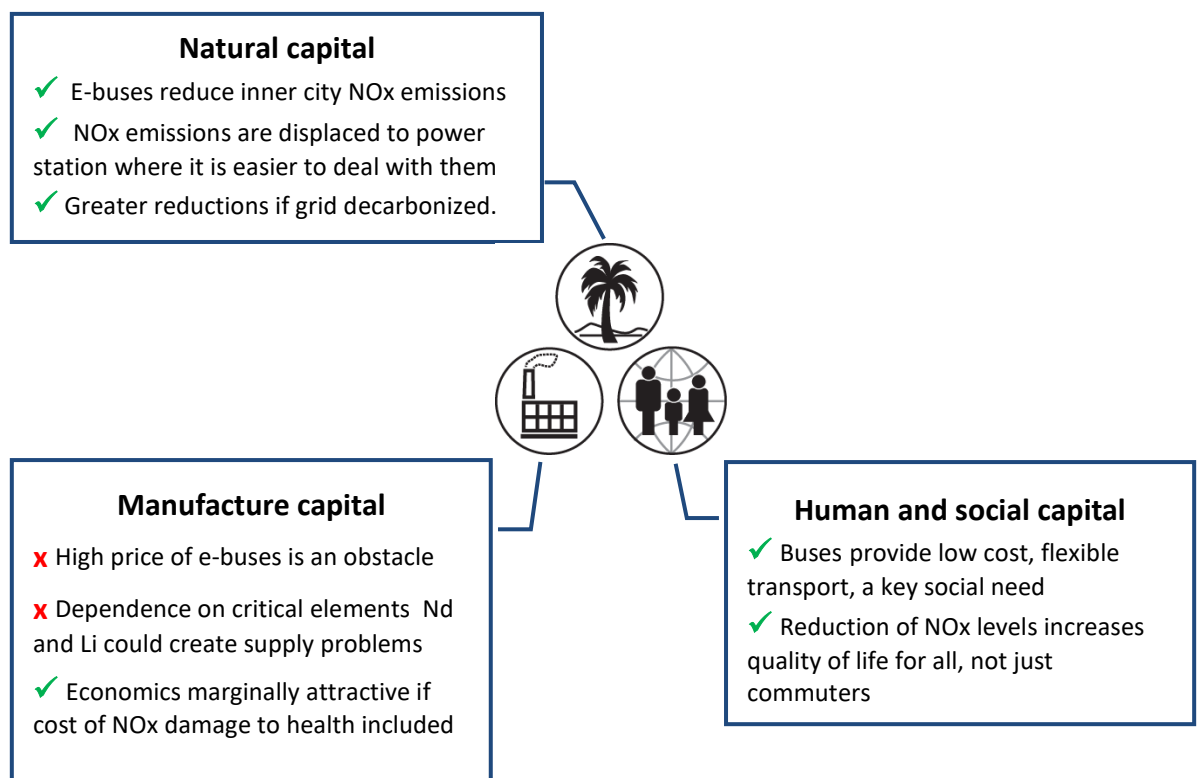 Natural capital
✓ E-buses reduce inner city NOx emissions
✓ NOx emissions are displaced to power
station where it is easier to deal with them
✓ Greater reductions if grid decarbonized.
Manufacture capital
x High price of e-buses is an obstacle
x Dependence on critical elements Nd
and Li could create supply problems
✓ Economics marginally attractive if
cost of NOx damage to health included
Human and social capital
✓ Buses provide low cost, flexible
transport, a key social need
✓ Reduction of NOx levels increases
quality of life for all, not just
commuters